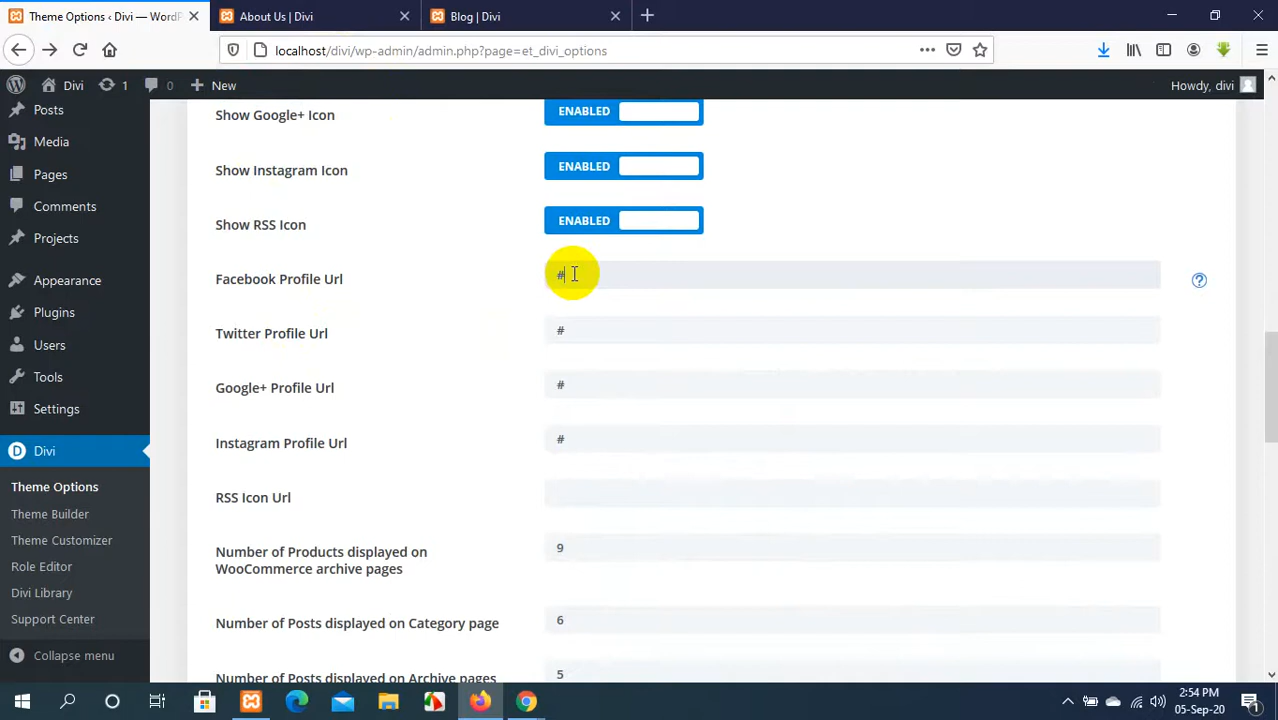 Theme Options ‹ Divi — WordP
About Us | Divi
Blog | Divi
localhost/divi/wp-admin/admin.php?page=et_divi_options
Divi
1
0
New
Howdy, divi
Posts
Media
Pages
Comments
Projects
Appearance
Plugins
Users
Tools
Settings
Divi
Theme Options
Theme Builder
Theme Customizer
Role Editor
Divi Library
Support Center
Collapse menu
Show Google+ Icon
ENABLED
Show Instagram Icon
ENABLED
Show RSS Icon
ENABLED
Facebook Profile Url
#
Twitter Profile Url
#
Google+ Profile Url
#
Instagram Profile Url
#
RSS Icon Url
Number of Products displayed on
WooCommerce archive pages
9
Number of Posts displayed on Category page
6
Number of Posts displayed on Archive pages
5
2:54 PM
05-Sep-20